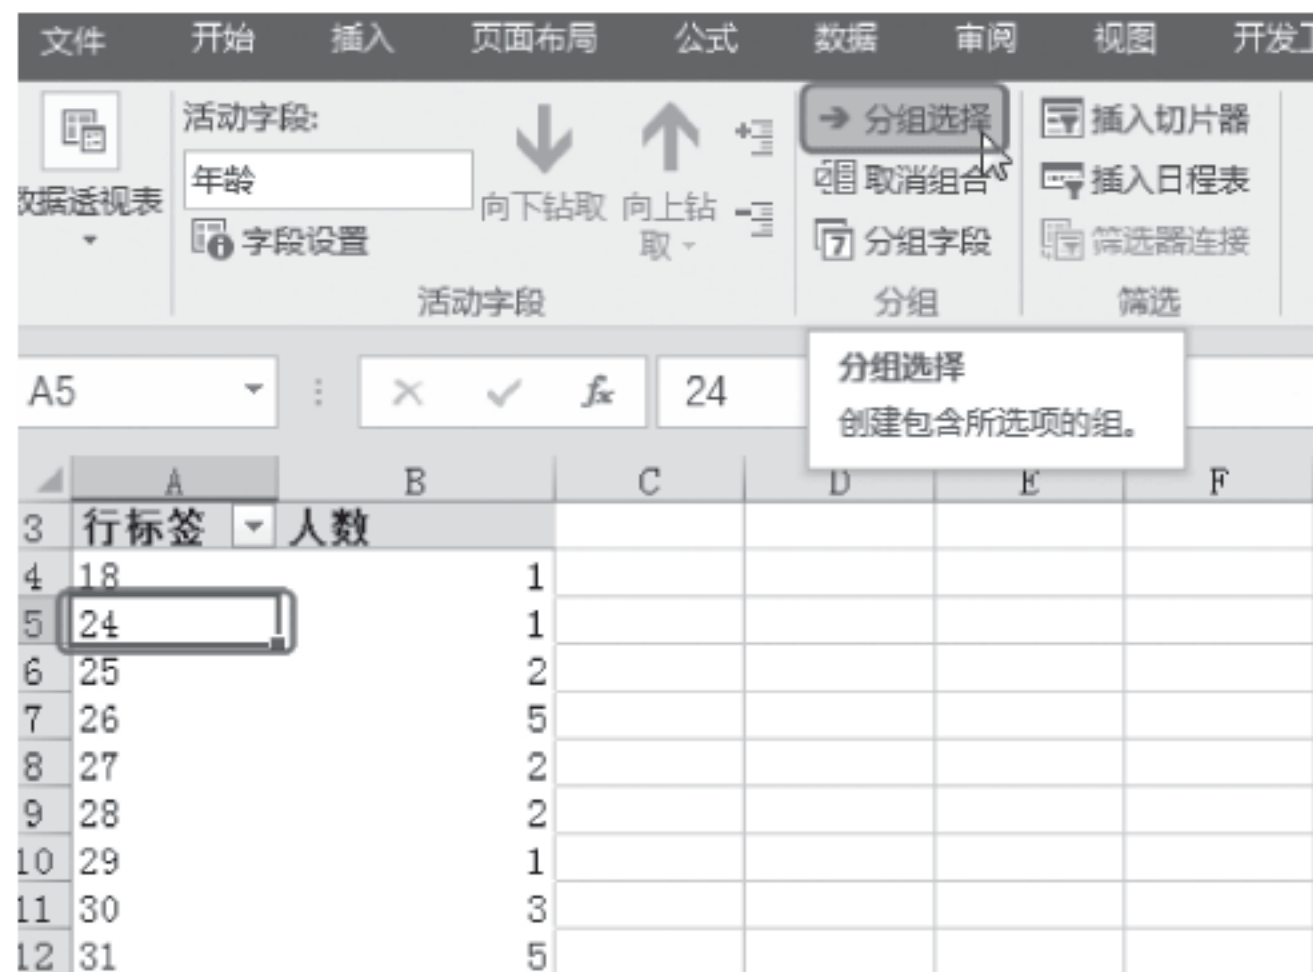 文件 开始 插入 页面布局 公式 数据 审阅 视图 开发
活动字段: 分组选择 插入切片器
年龄 取消组合 插入日程表
数据透视表 向下钻取 向上钻取
字段设置 7 分组字段 筛选器连接
活动字段 分组 筛选
A5 fx 24
分组选择
创建包含所选项的组。
A B C D E F
3 行标签 人数
4 18 1
5 24 1
6 25 2
7 26 5
8 27 2
9 28 2
10 29 1
11 30 3
12 31 5